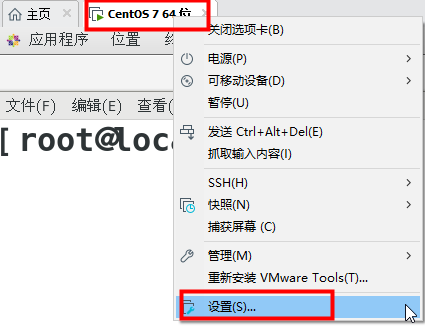 主页
CentOS 7 64 位
应用程序 位置
文件(F) 编辑(E) 查看(
[ root@loca
关闭选项卡(B)
电源(P)
可移动设备(D)
暂停(U)
发送 Ctrl+Alt+Del(E)
抓取输入内容(I)
SSH(H)
快照(N)
捕获屏幕 (C)
管理(M)
重新安装 VMware Tools(T)...
设置(S)...